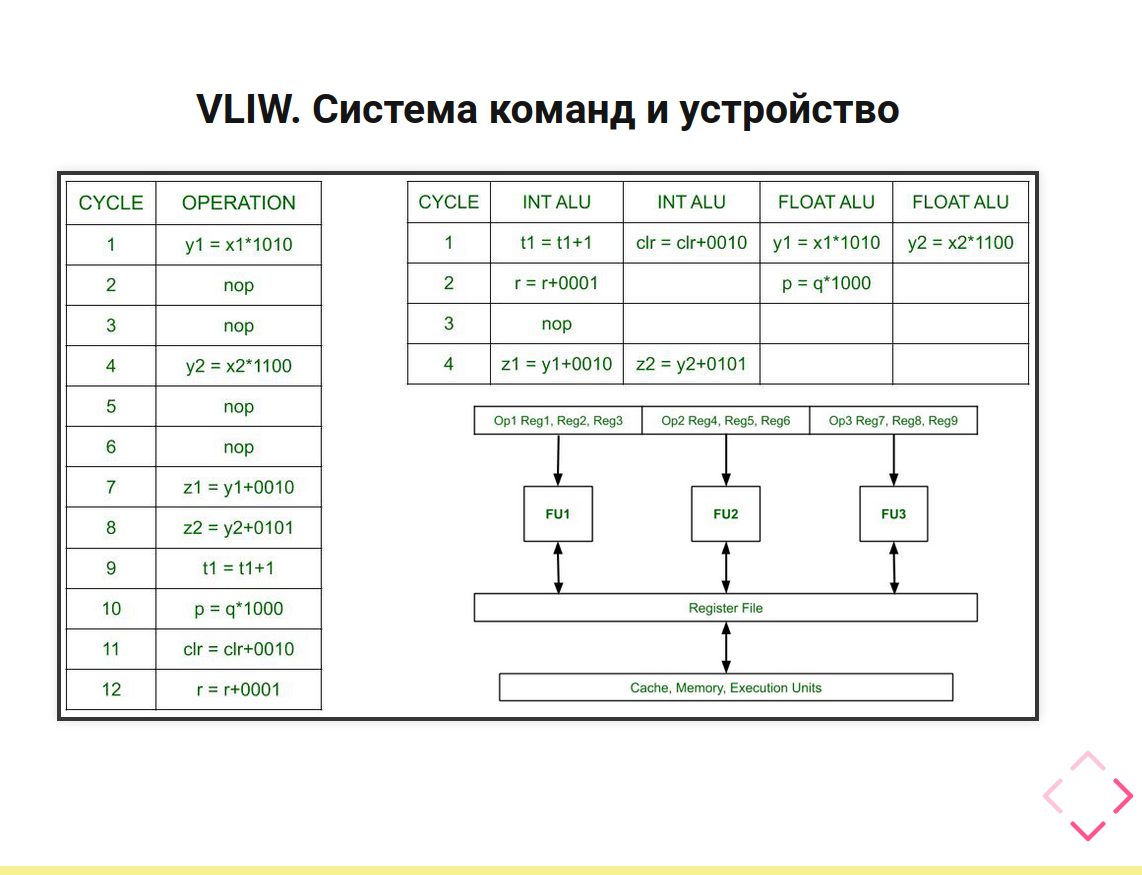 VLIW. Система команд и устройство
CYCLE OPERATION
1 y1 = x1*1010
2 nop
3 nop
4 y2 = x2*1100
5 nop
6 nop
7 z1 = y1+0010
8 z2 = y2+0101
9 t1 = t1+1
10 p = q*1000
11 clr = clr+0010
12 r = r+0001
CYCLE INT ALU INT ALU FLOAT ALU FLOAT ALU
1 t1 = t1+1 clr = clr+0010 y1 = x1*1010 y2 = x2*1100
2 r = r+0001 p = q*1000
3 nop
4 z1 = y1+0010 z2 = y2+0101
Op1 Reg1, Reg2, Reg3 Op2 Reg4, Reg5, Reg6 Op3 Reg7, Reg8, Reg9
FU1 FU2 FU3
Register File
Cache, Memory, Execution Units